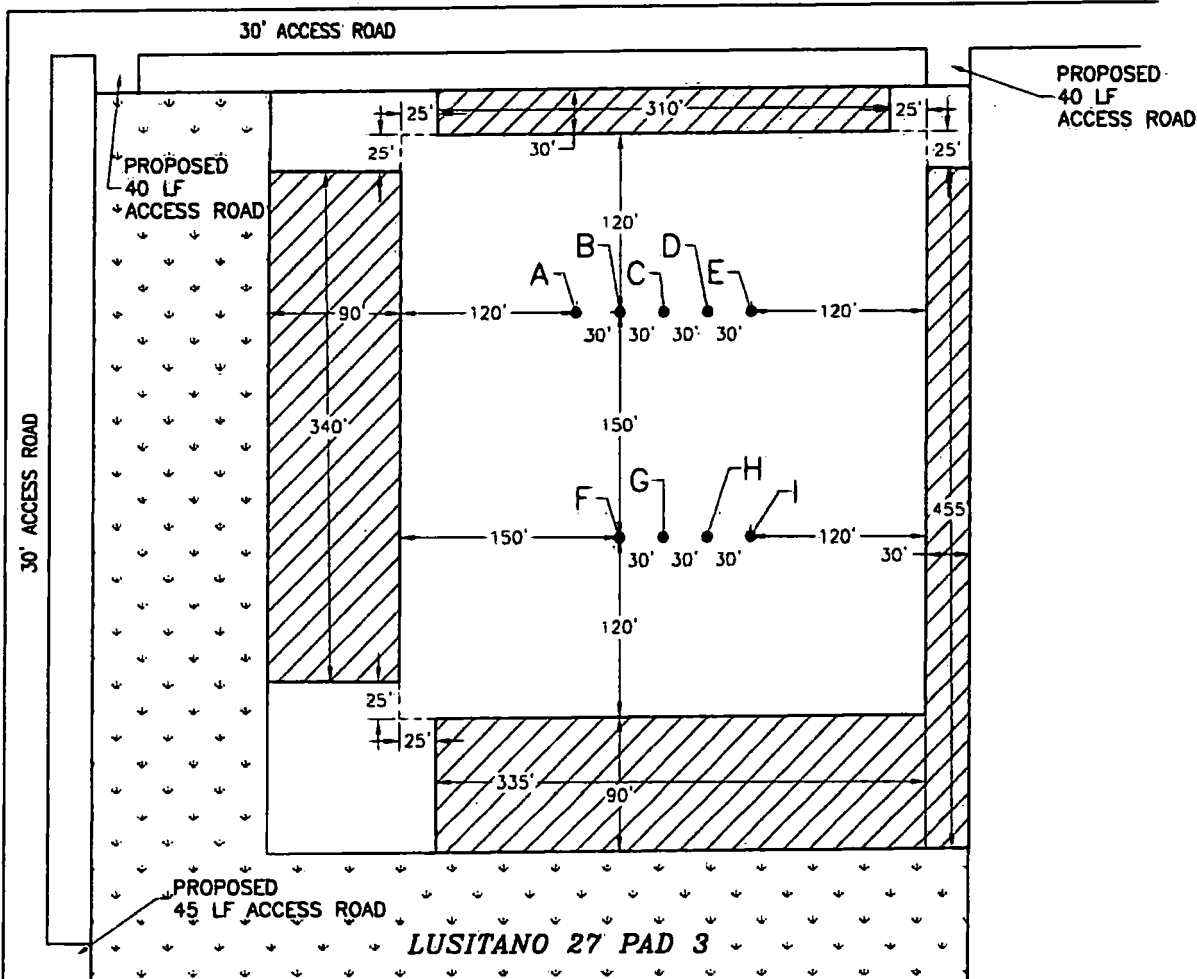 30' ACCESS ROAD
PROPOSED
40 LF
ACCESS ROAD
25'
310'
25'
30'
25'
25'
PROPOSED
40 LF
ACCESS ROAD
120'
A
B
C
D
E
90'
120'
30'
30'
30'
30'
120'
340'
150'
30' ACCESS ROAD
F
G
H
I
455'
150'
30'
30'
30'
120'
30'
120'
25'
25'
335'
90'
PROPOSED
45 LF ACCESS ROAD
LUSITANO 27 PAD 3